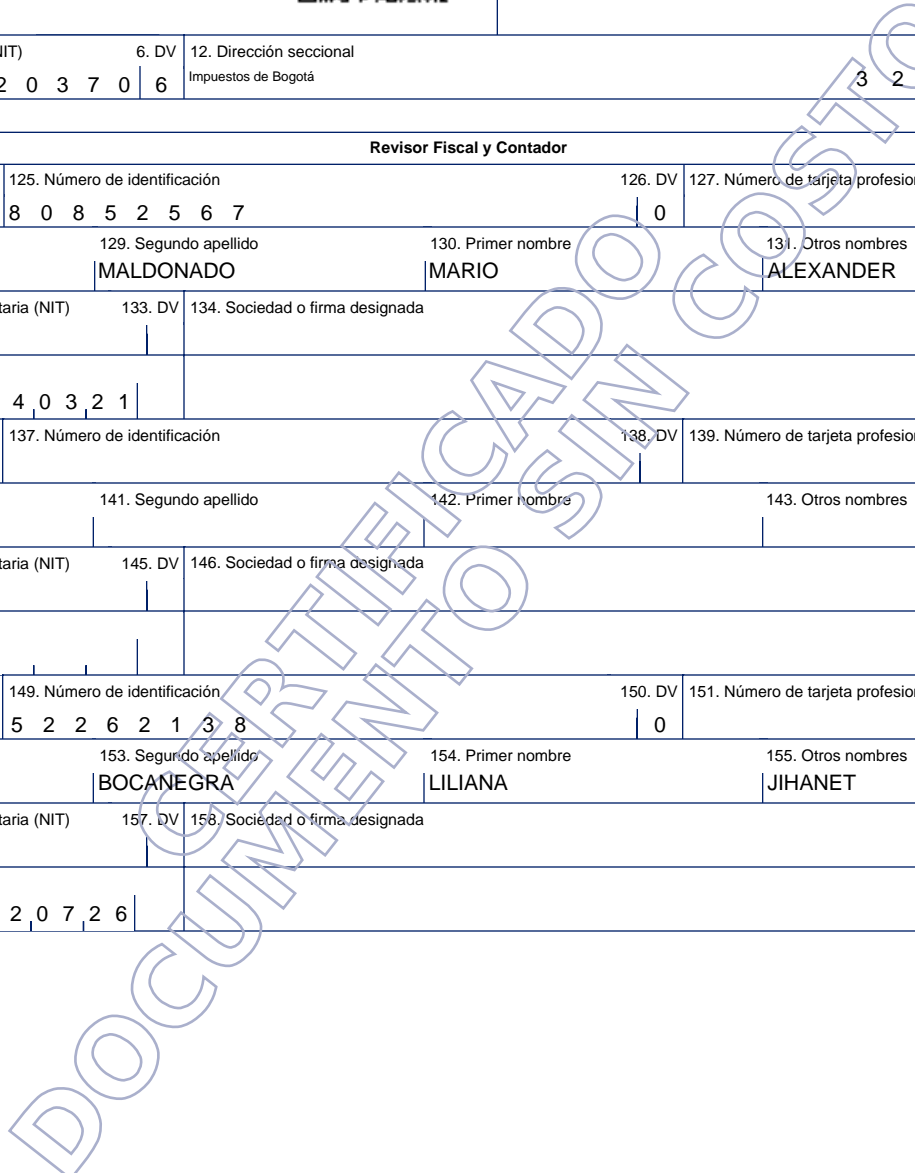 6. DV 12. Dirección seccional
2 0 3 7 0 6 Impuestos de Bogotá 3 2
Revisor Fiscal y Contador
125. Número de identificación 126. DV 127. Número de tarjeta profesio
8 0 8 5 2 5 6 7 0
129. Segundo apellido 130. Primer nombre 131. Otros nombres
MALDONADO MARIO ALEXANDER
taria (NIT) 133. DV 134. Sociedad o firma designada
4 0 3 2 1
137. Número de identificación 138. DV 139. Número de tarjeta profesio
141. Segundo apellido 142. Primer nombre 143. Otros nombres
taria (NIT) 145. DV 146. Sociedad o firma designada
149. Número de identificación 150. DV 151. Número de tarjeta profesio
5 2 2 6 2 1 3 8 0
153. Segundo apellido 154. Primer nombre 155. Otros nombres
BOCANEGRA LILIANA JIHANET
taria (NIT) 157. DV 158. Sociedad o firma designada
2 0 7 2 6
CERTIFICADO
DOCUMENTO SIN COSTO